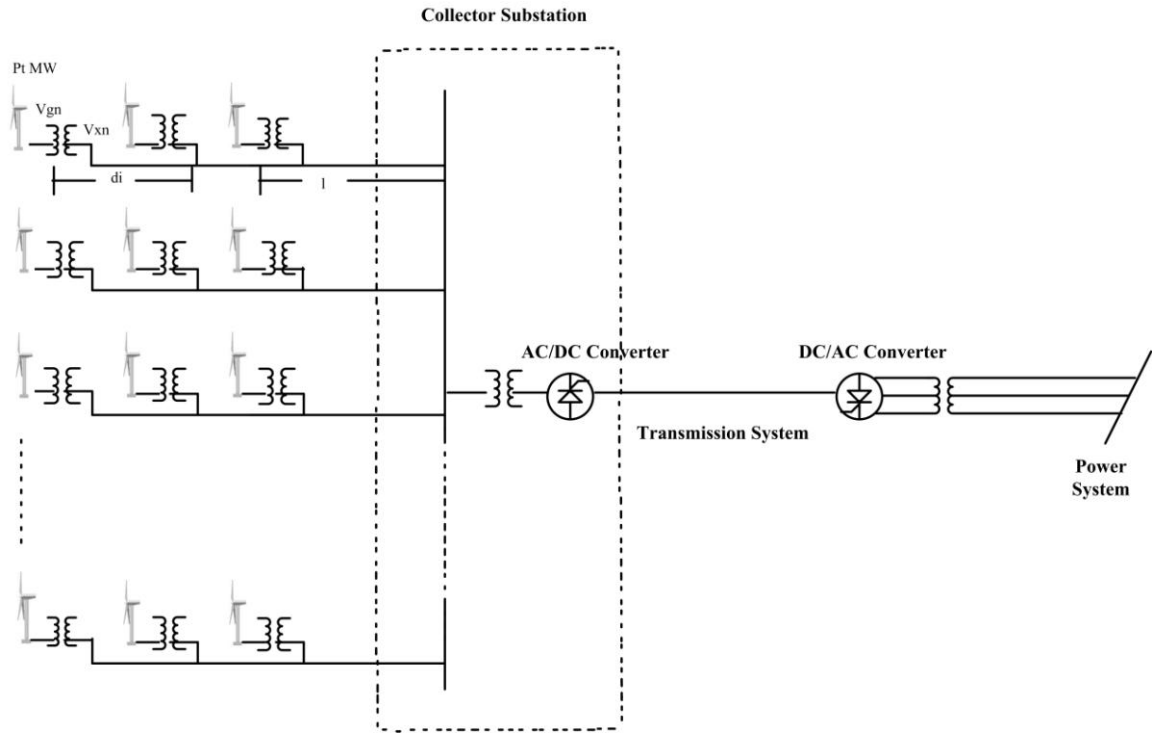 Collector Substation
Pt MW
Vgn
Vxn
di
l
AC/DC Converter
DC/AC Converter
Transmission System
Power
System